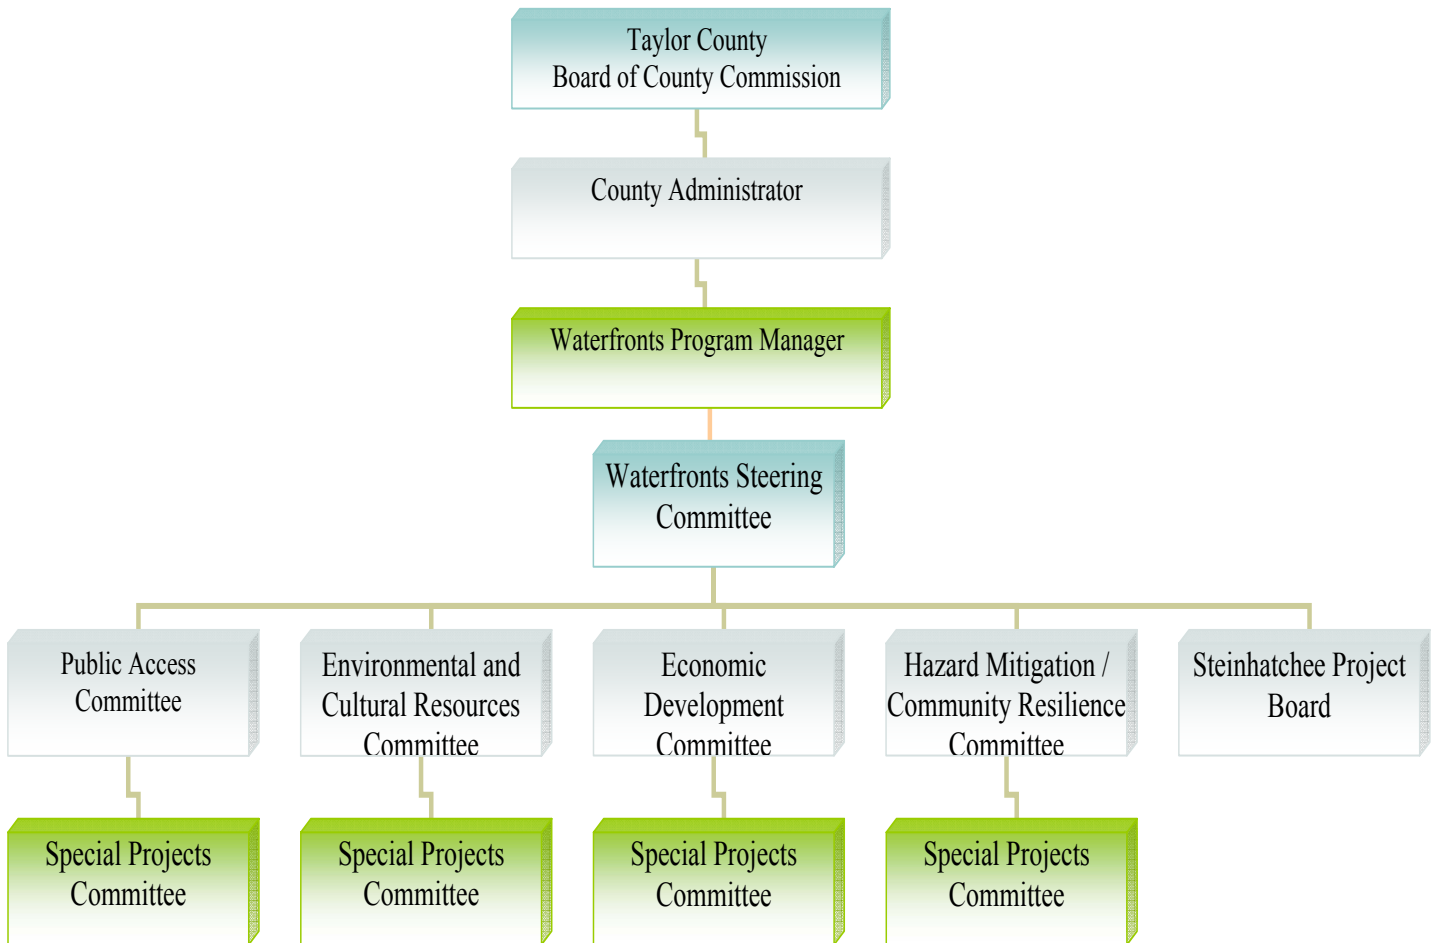 Taylor County
Board of County Commission
County Administrator
Waterfronts Program Manager
Waterfronts Steering
Committee
Public Access
Committee
Environmental and
Cultural Resources
Committee
Economic
Development
Committee
Hazard Mitigation /
Community Resilience
Committee
Steinhatchee Project
Board
Special Projects
Committee
Special Projects
Committee
Special Projects
Committee
Special Projects
Committee